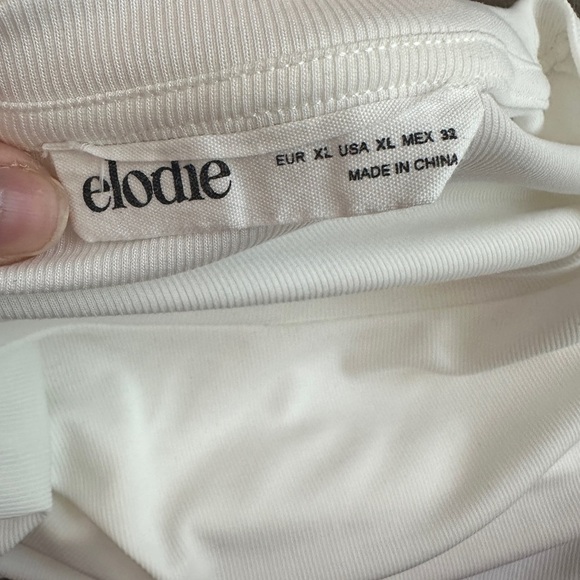 elodie
EUR XL USA XL MEX 32
MADE IN CHINA